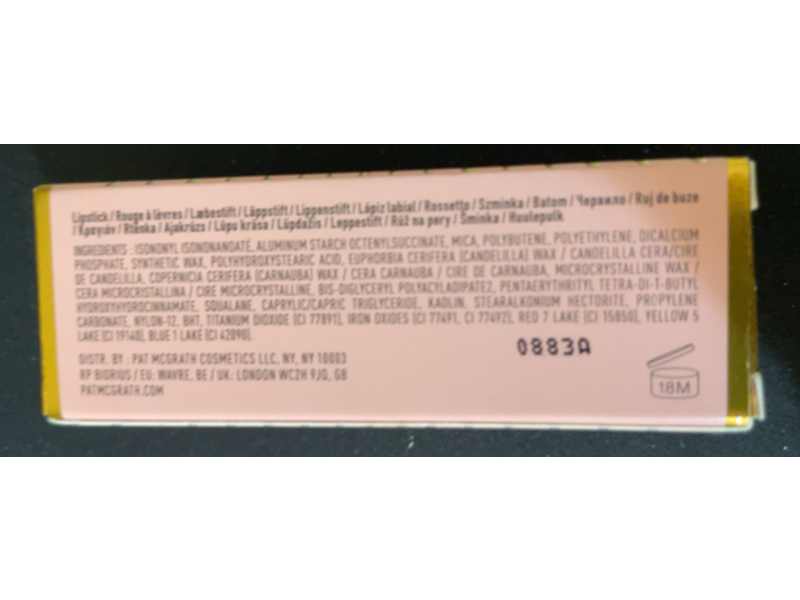 Lipstick / Rouge à lèvres / Læbestift / Läppstift / Lippenstift / Lápiz labial / Rossetto / Szminka / Batom / Червило / Ruj de buze
/ Κραγιόν / Rtěnka / Ajakrúzs / Lūpu krāsa / Lūpdažis / Leppestift / Ruž na pery / Šminka / Huulepulk
INGREDIENTS : ISONONYL ISONONANOATE, ALUMINUM STARCH OCTENYLSUCCINATE, MICA, POLYBUTENE, POLYETHYLENE, DICALCIUM
PHOSPHATE, SYNTHETIC WAX, POLYHYDROXYSTEARIC ACID, EUPHORBIA CERIFERA (CANDELILLA) WAX / CANDELILLA CERA/CIRE
DE CANDELILLA, COPERNICIA CERIFERA (CARNAUBA) WAX / CERA CARNAUBA / CIRE DE CARNAUBA, MICROCRYSTALLINE WAX /
CERA MICROCRISTALLINA / CIRE MICROCRYSTALLINE, BIS-DIGLYCERYL POLYACYLADIPATE-2, PENTAERYTHRITYL TETRA-DI-T-BUTYL
HYDROXYHYDROCINNAMATE, SQUALANE, CAPRYLIC/CAPRIC TRIGLYCERIDE, KAOLIN, STEARALKONIUM HECTORITE, PROPYLENE
CARBONATE, NYLON-12, BHT, TITANIUM DIOXIDE (CI 77891), IRON OXIDES (CI 77491, CI 77492), RED 7 LAKE (CI 15850), YELLOW 5
LAKE (CI 19140), BLUE 1 LAKE (CI 42090).
DISTR. BY : PAT MCGRATH COSMETICS LLC, NY, NY 10003
RP BIORIUS / EU: WAVRE, BE / UK: LONDON WC2H 9JQ, GB
PATMCGRATH.COM
0883A
18M